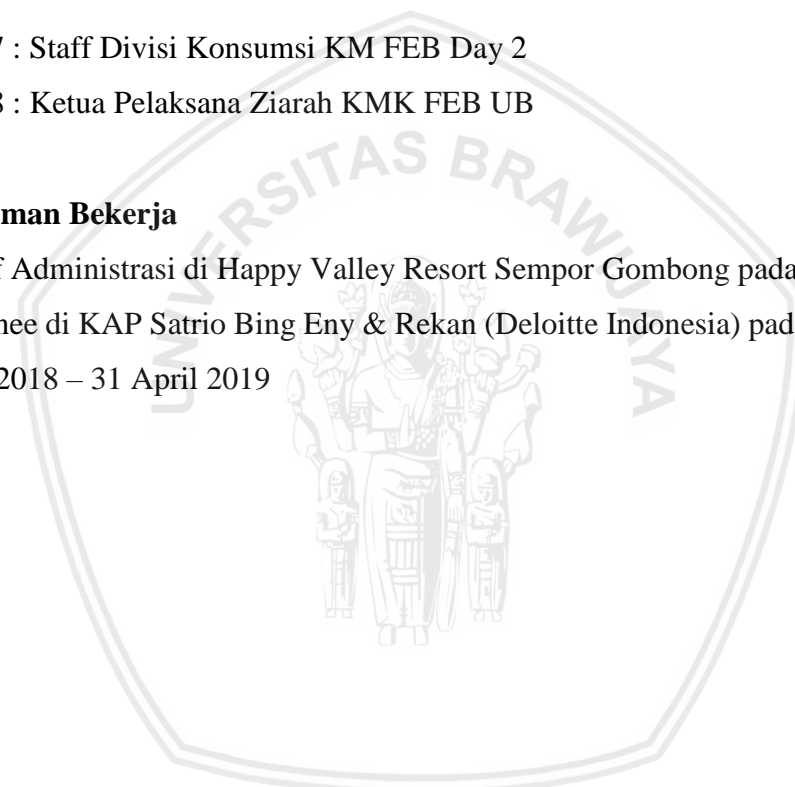 7 : Staff Divisi Konsumsi KM FEB Day 2
8 : Ketua Pelaksana Ziarah KMK FEB UB
man Bekerja
f Administrasi di Happy Valley Resort Sempor Gombong pada
nee di KAP Satrio Bing Eny & Rekan (Deloitte Indonesia) pad
2018 – 31 April 2019
UNIVERSITAS BRAWIJAYA